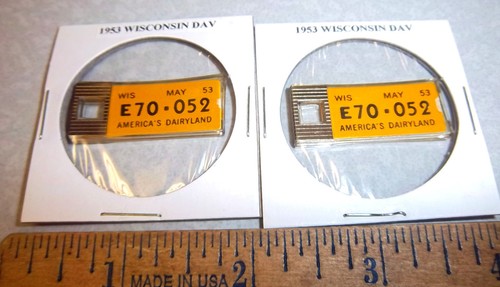 1953 WISCONSIN DAV
WIS MAY 53
E70•052
AMERICA'S DAIRYLAND
1953 WISCONSIN DAV
WIS MAY 53
E70•052
AMERICA'S DAIRYLAND
1 MADE IN USA 2 3